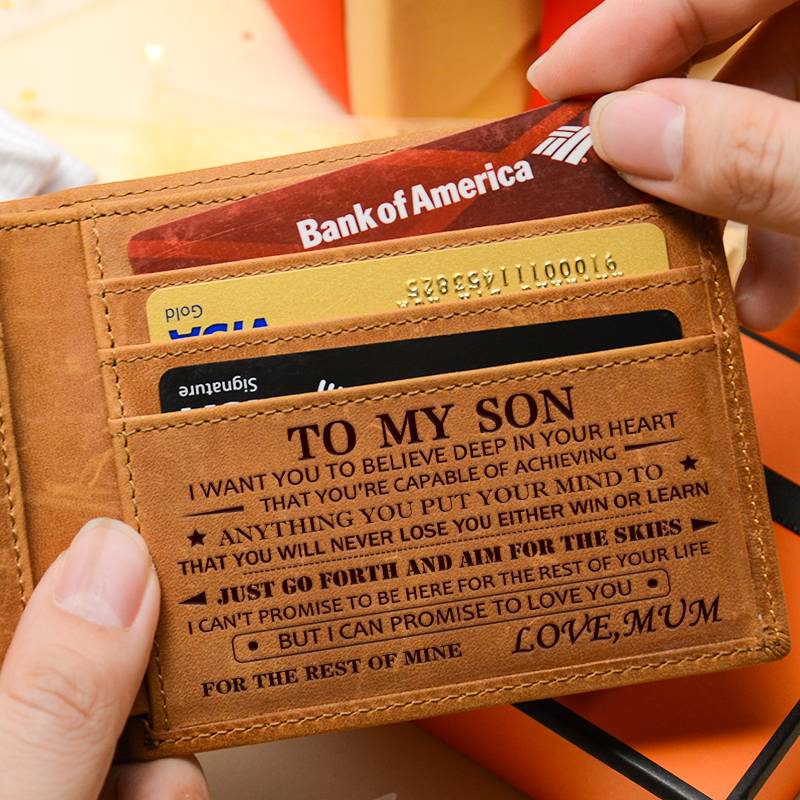 Bank of America
Gold
VISA
Signature
TO MY SON
I WANT YOU TO BELIEVE DEEP IN YOUR HEART
THAT YOU'RE CAPABLE OF ACHIEVING
ANYTHING YOU PUT YOUR MIND TO
THAT YOU WILL NEVER LOSE YOU EITHER WIN OR LEARN
JUST GO FORTH AND AIM FOR THE SKIES
I CAN'T PROMISE TO BE HERE FOR THE REST OF YOUR LIFE
BUT I CAN PROMISE TO LOVE YOU
FOR THE REST OF MINE
LOVE,MUM